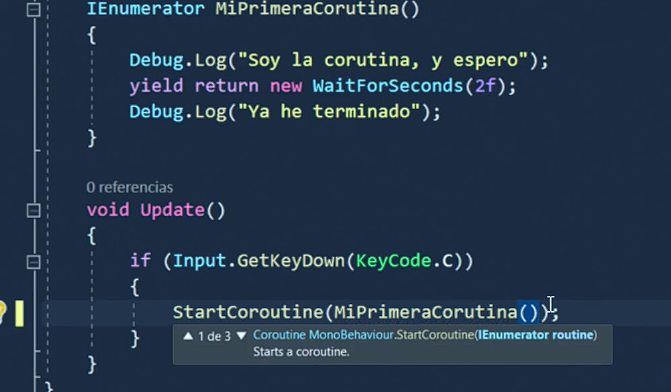 IEnumerator MiPrimeraCorutina()
{
Debug.Log("Soy la corutina, y espero");
yield return new WaitForSeconds(2f);
Debug.Log("Ya he terminado");
}
0 referencias
void Update()
{
if (Input.GetKeyDown(KeyCode.C))
{
StartCoroutine(MiPrimeraCorutina());
▲ 1 de 3 ▼ Coroutine MonoBehaviour.StartCoroutine(IEnumerator routine)
Starts a coroutine.
}
}
}